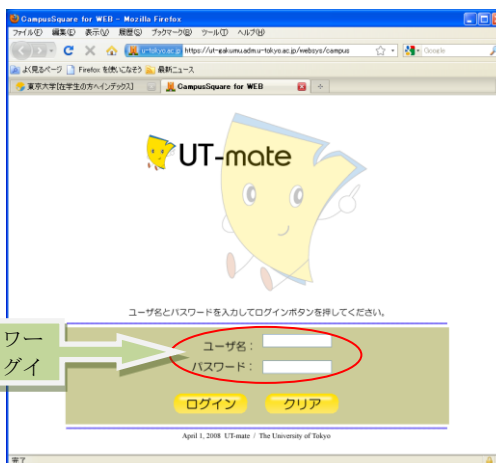 CampusSquare for WEB - Mozilla Firefox
ファイル(F) 編集(E) 表示(V) 履歴(S) ブックマーク(B) ツール(T) ヘルプ(H)
u-tokyo.ac.jp https://ut-gakumu.adm.u-tokyo.ac.jp/websys/campus Google
よく見るページ Firefox を使いこなそう 最新ニュース
東京大学[在学生の方へインデックス] CampusSquare for WEB
UT-mate
ユーザ名とパスワードを入力してログインボタンを押してください。
ワー
グイ
ユーザ名：
パスワード：
ログイン クリア
April 1, 2008 UT-mate / The University of Tokyo
完了